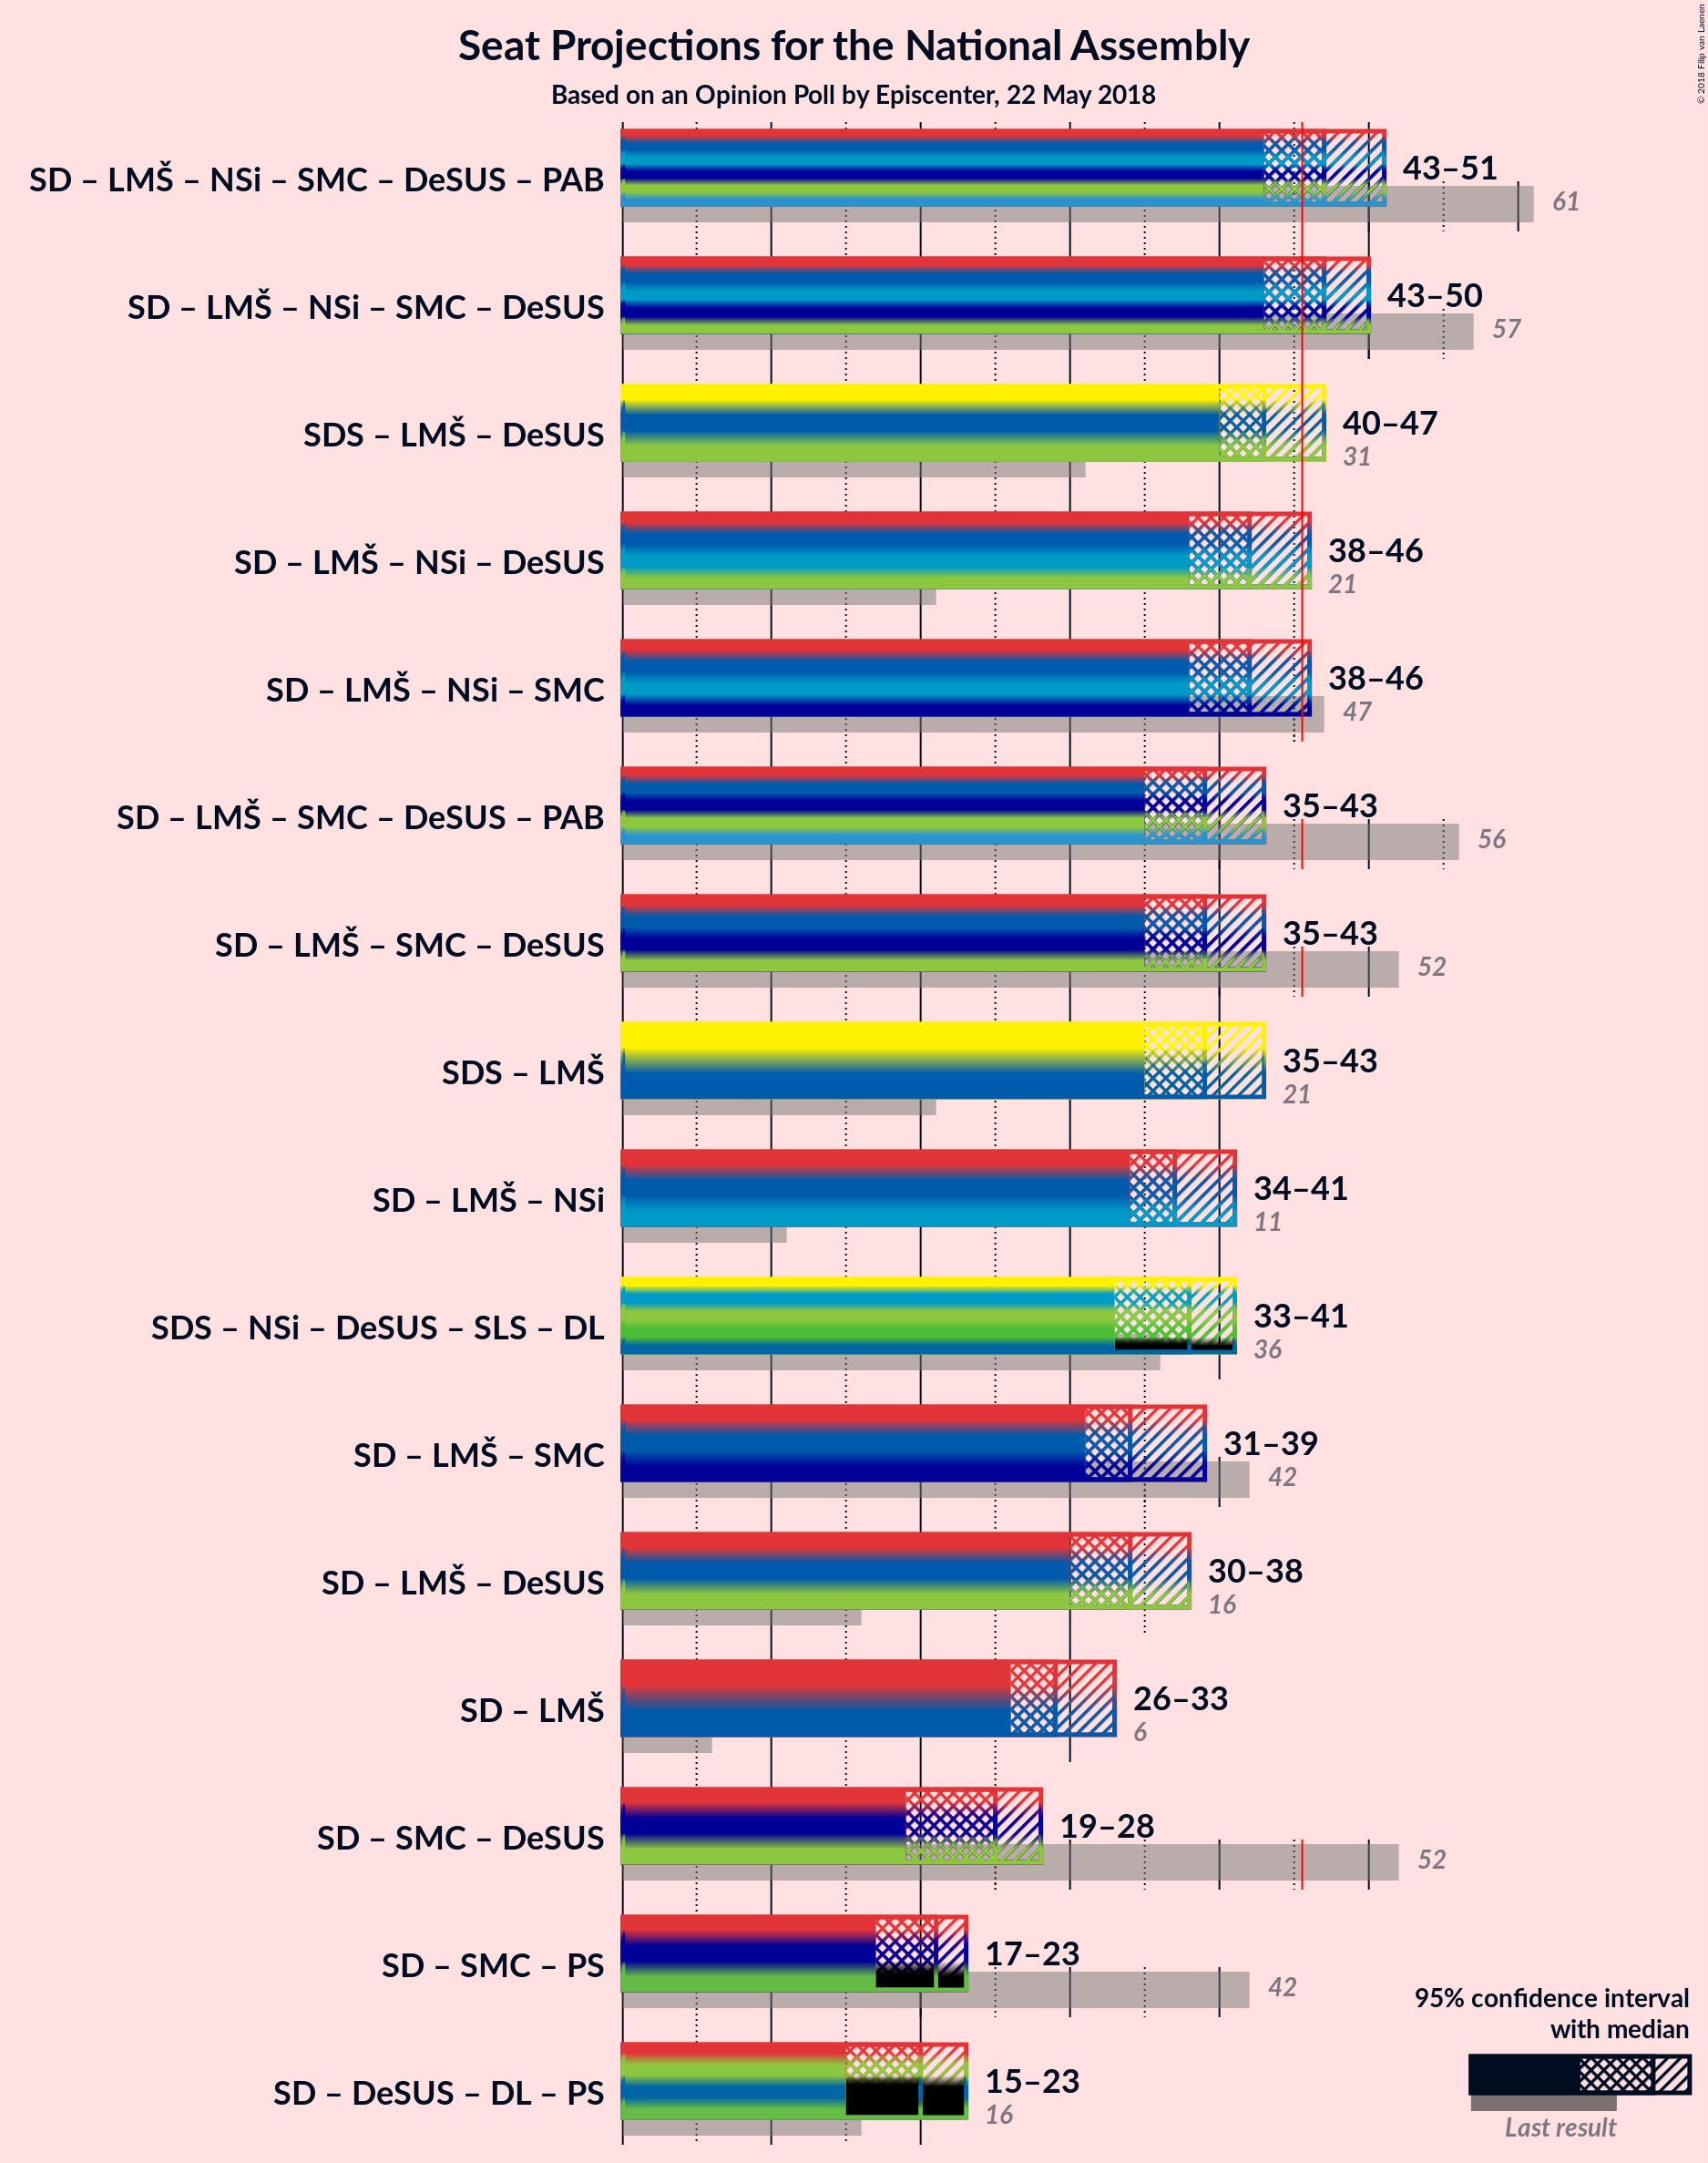 Seat Projections for the National Assembly
Based on an Opinion Poll by Episcenter, 22 May 2018
© 2018 Filip van Laenen
SD – LMŠ – NSi – SMC – DeSUS – PAB
43–51
61
SD – LMŠ – NSi – SMC – DeSUS
43–50
57
SDS – LMŠ – DeSUS
40–47
31
SD – LMŠ – NSi – DeSUS
38–46
21
SD – LMŠ – NSi – SMC
38–46
47
SD – LMŠ – SMC – DeSUS – PAB
35–43
56
SD – LMŠ – SMC – DeSUS
35–43
52
SDS – LMŠ
35–43
21
SD – LMŠ – NSi
34–41
11
SDS – NSi – DeSUS – SLS – DL
33–41
36
SD – LMŠ – SMC
31–39
42
SD – LMŠ – DeSUS
30–38
16
SD – LMŠ
26–33
6
SD – SMC – DeSUS
19–28
52
SD – SMC – PS
17–23
42
SD – DeSUS – DL – PS
15–23
16
95% confidence interval
with median
Last result